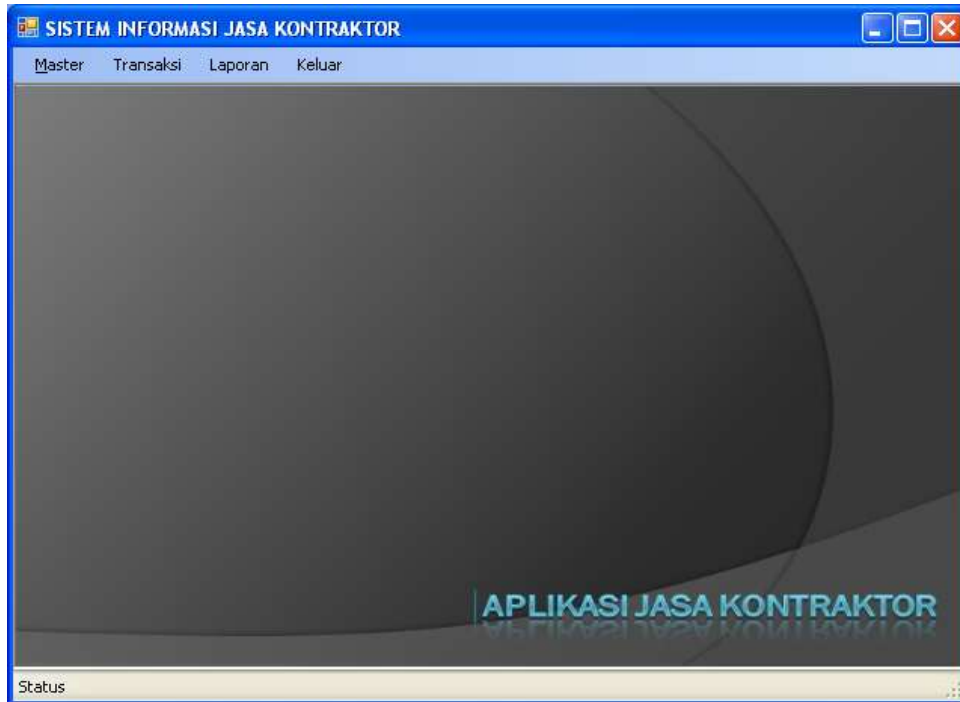 SISTEM INFORMASI JASA KONTRAKTOR
Master Transaksi Laporan Keluar
APLIKASI JASA KONTRAKTOR
Status